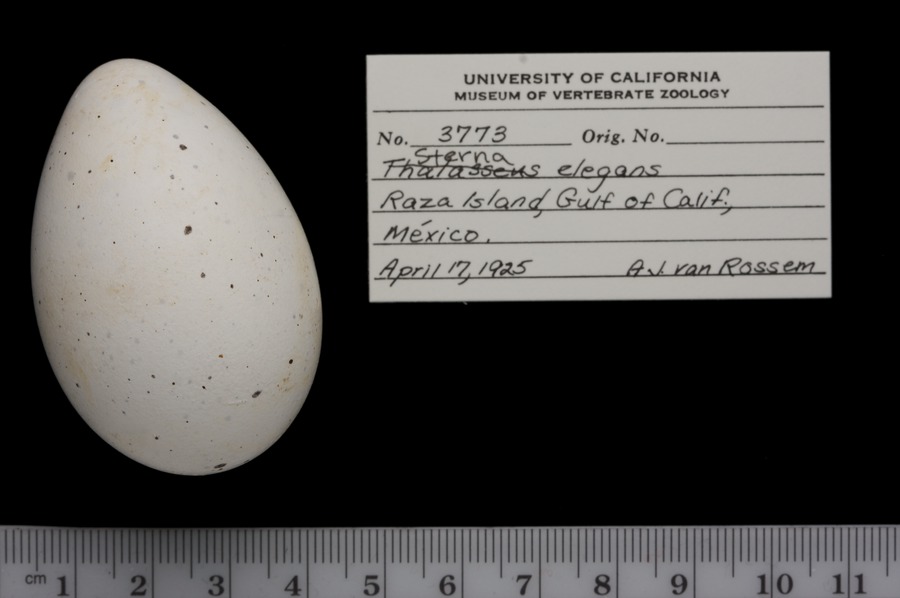 UNIVERSITY OF CALIFORNIA
MUSEUM OF VERTEBRATE ZOOLOGY
No. 3773 Orig. No.
Sterna
Thalasseus elegans
Raza Island, Gulf of Calif.,
México.
April 17, 1925 A.J. van Rossem
cm 1 2 3 4 5 6 7 8 9 10 11